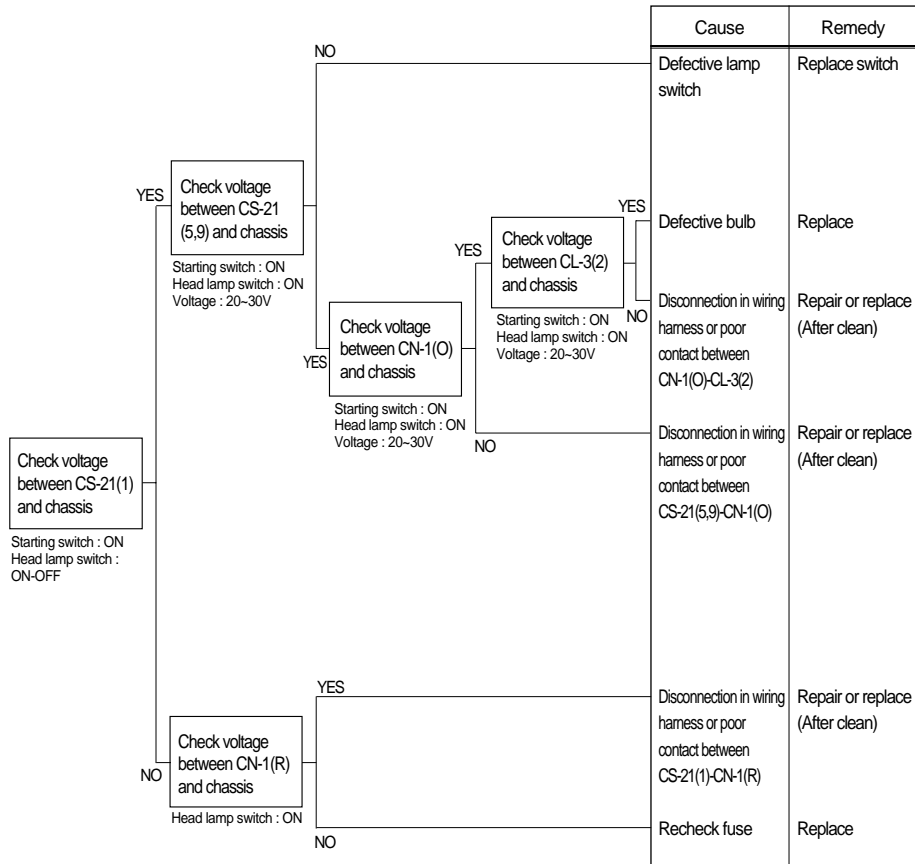 Cause
Remedy
NO
Defective lamp
switch
Replace switch
YES
Check voltage
between CS-21
(5,9) and chassis
Starting switch : ON
Head lamp switch : ON
Voltage : 20~30V
YES
Check voltage
between CL-3(2)
and chassis
Starting switch : ON
Head lamp switch : ON
Voltage : 20~30V
YES
Defective bulb
Replace
NO
Disconnection in wiring
harness or poor
contact between
CN-1(O)-CL-3(2)
Repair or replace
(After clean)
YES
Check voltage
between CN-1(O)
and chassis
Starting switch : ON
Head lamp switch : ON
Voltage : 20~30V
NO
Disconnection in wiring
harness or poor
contact between
CS-21(5,9)-CN-1(O)
Repair or replace
(After clean)
Check voltage
between CS-21(1)
and chassis
Starting switch : ON
Head lamp switch :
ON-OFF
YES
Disconnection in wiring
harness or poor
contact between
CS-21(1)-CN-1(R)
Repair or replace
(After clean)
NO
Check voltage
between CN-1(R)
and chassis
Head lamp switch : ON
NO
Recheck fuse
Replace